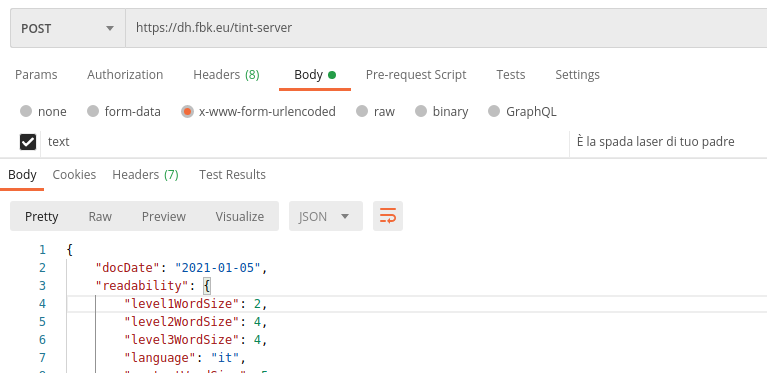 POST https://dh.fbk.eu/tint-server
Params Authorization Headers (8) Body Pre-request Script Tests Settings
none form-data x-www-form-urlencoded raw binary GraphQL
text È la spada laser di tuo padre
Body Cookies Headers (7) Test Results
Pretty Raw Preview Visualize JSON
1 {
2 "docDate": "2021-01-05",
3 "readability": {
4 "level1WordSize": 2,
5 "level2WordSize": 4,
6 "level3WordSize": 4,
7 "language": "it",